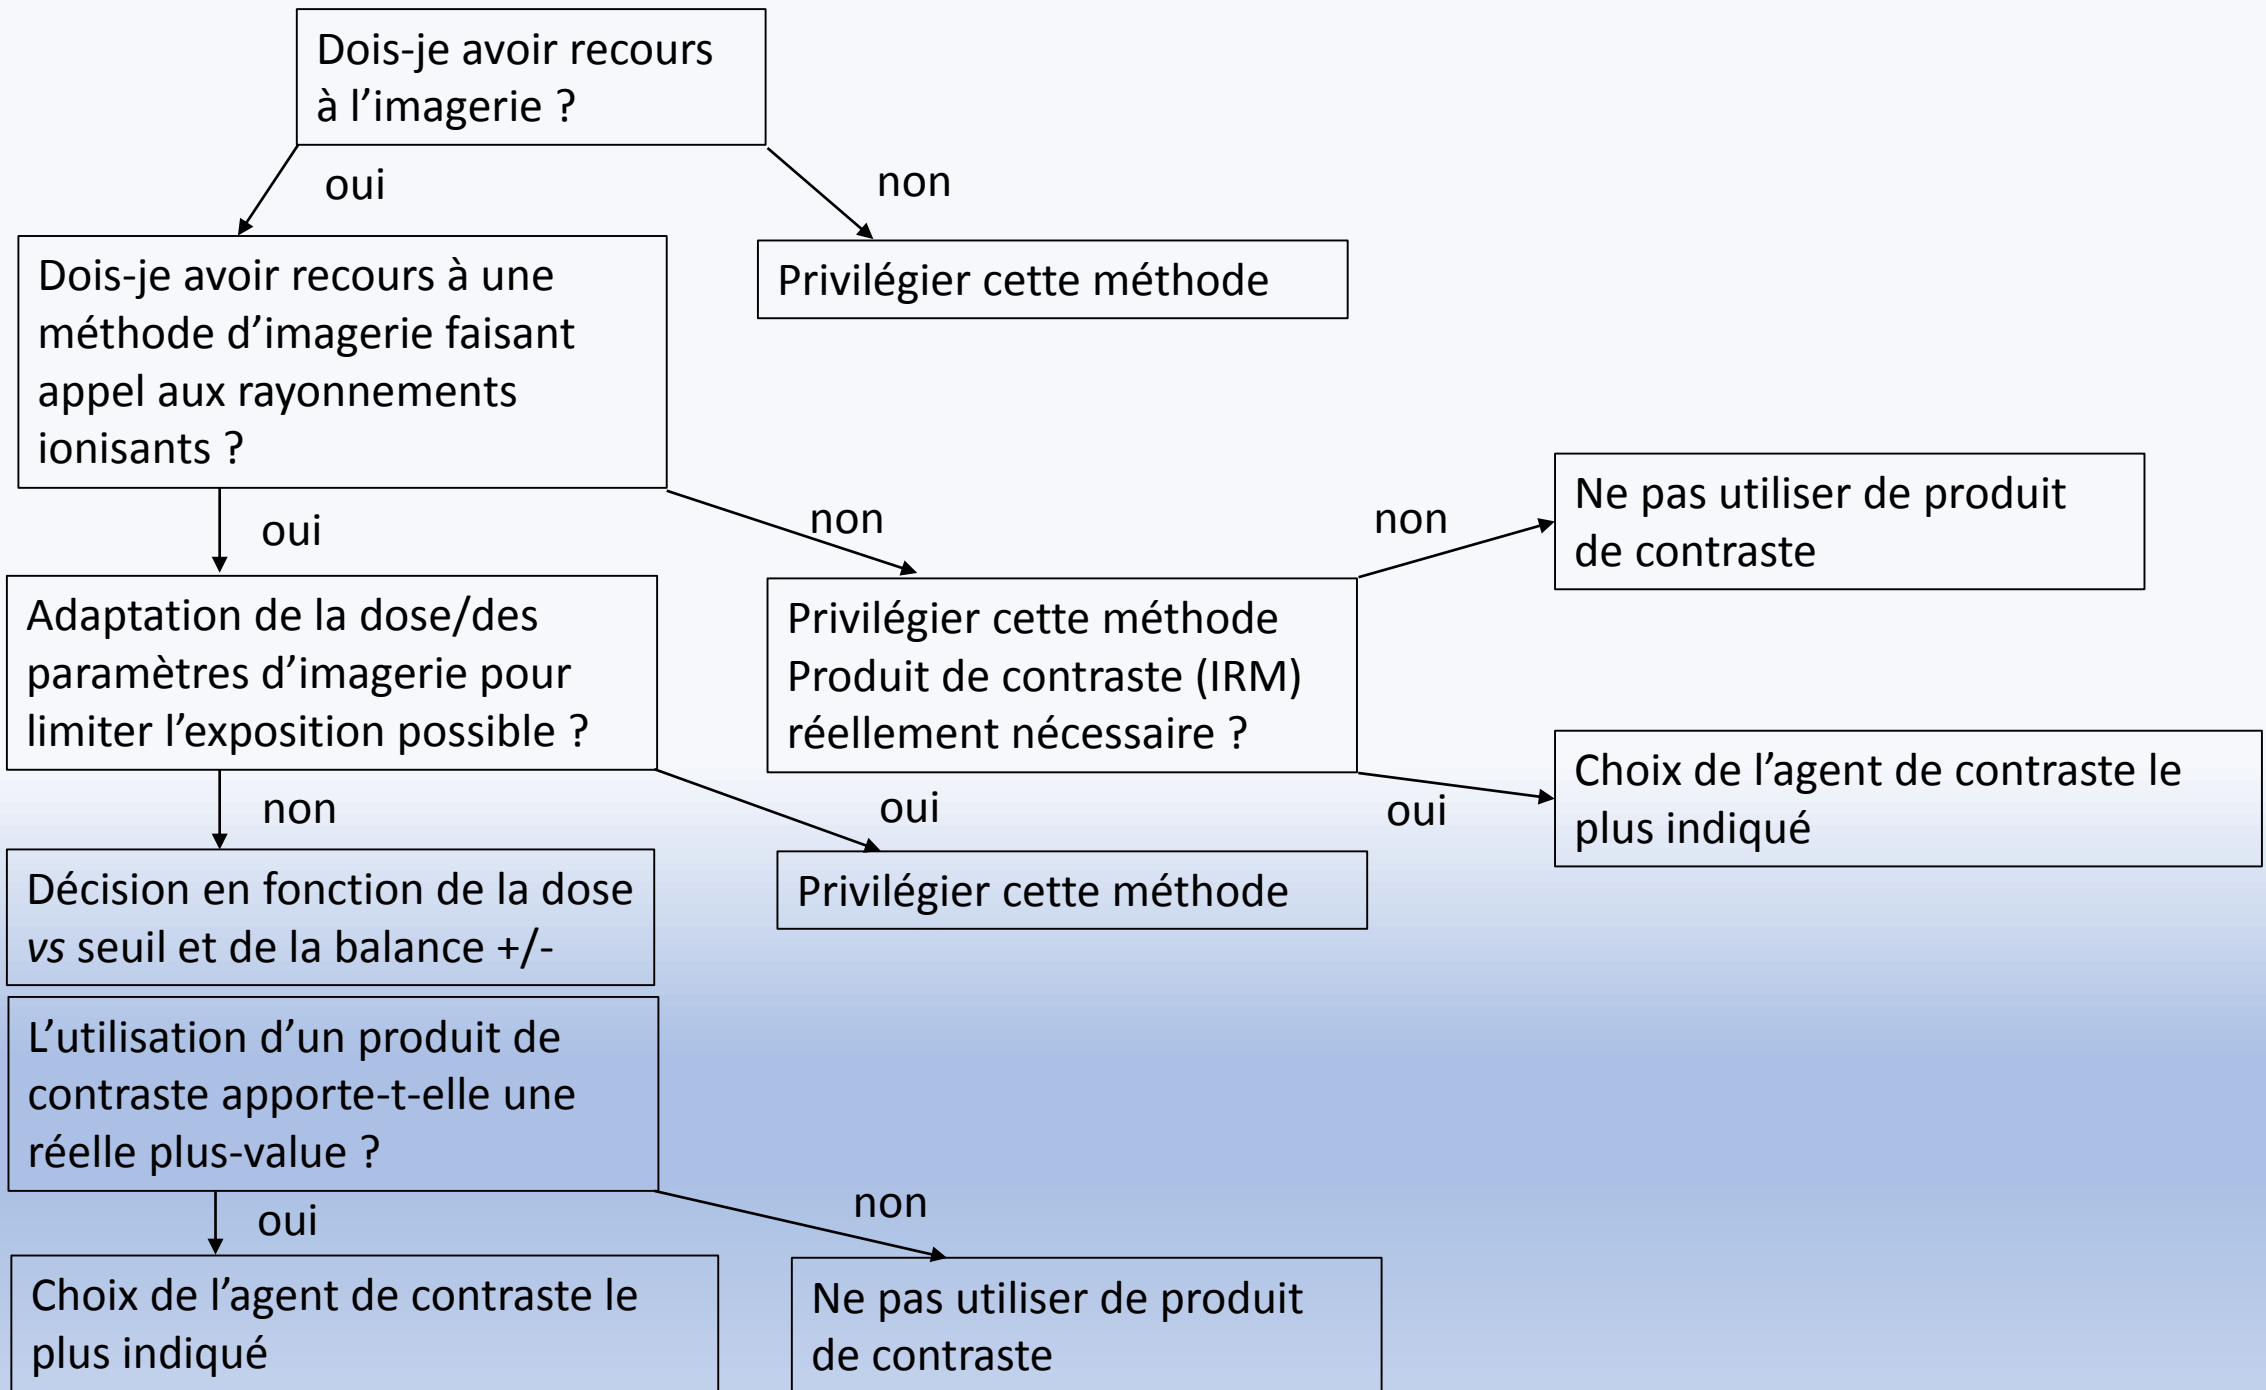 Dois-je avoir recours
à l’imagerie ?
oui
non
Dois-je avoir recours à une
méthode d’imagerie faisant
appel aux rayonnements
ionisants ?
Privilégier cette méthode
oui
non
non
Ne pas utiliser de produit
de contraste
Adaptation de la dose/des
paramètres d’imagerie pour
limiter l’exposition possible ?
Privilégier cette méthode
Produit de contraste (IRM)
réellement nécessaire ?
non
oui
oui
Choix de l’agent de contraste le
plus indiqué
Décision en fonction de la dose
vs seuil et de la balance +/-
Privilégier cette méthode
L’utilisation d’un produit de
contraste apporte-t-elle une
réelle plus-value ?
oui
non
Choix de l’agent de contraste le
plus indiqué
Ne pas utiliser de produit
de contraste